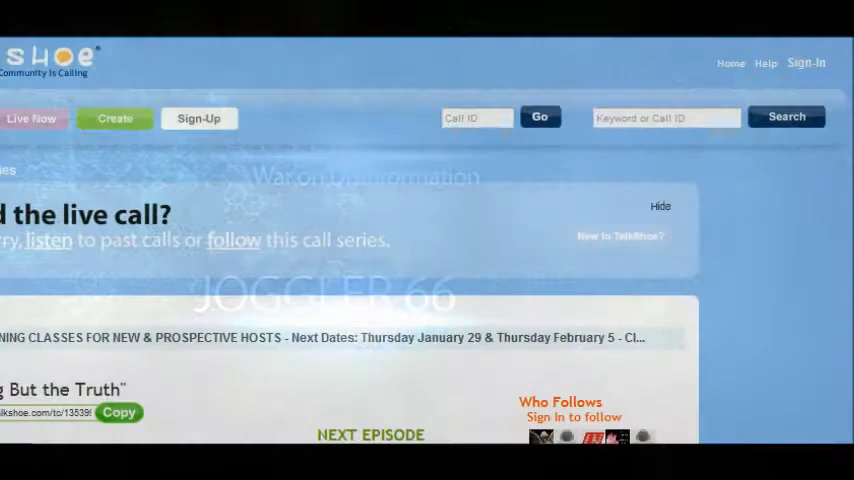 SHOE
Community Is Calling
Home Help Sign-In
Live Now Create Sign-Up Call ID Go Keyword or Call ID Search
War on Disinformation
d the live call?
Hide
rry, listen to past calls or follow this call series.
New to TalkShoe?
JOGGLER 66
NING CLASSES FOR NEW & PROSPECTIVE HOSTS - Next Dates: Thursday January 29 & Thursday February 5 - Cl...
g But the Truth"
Who Follows
Copy
Sign In to follow
NEXT EPISODE